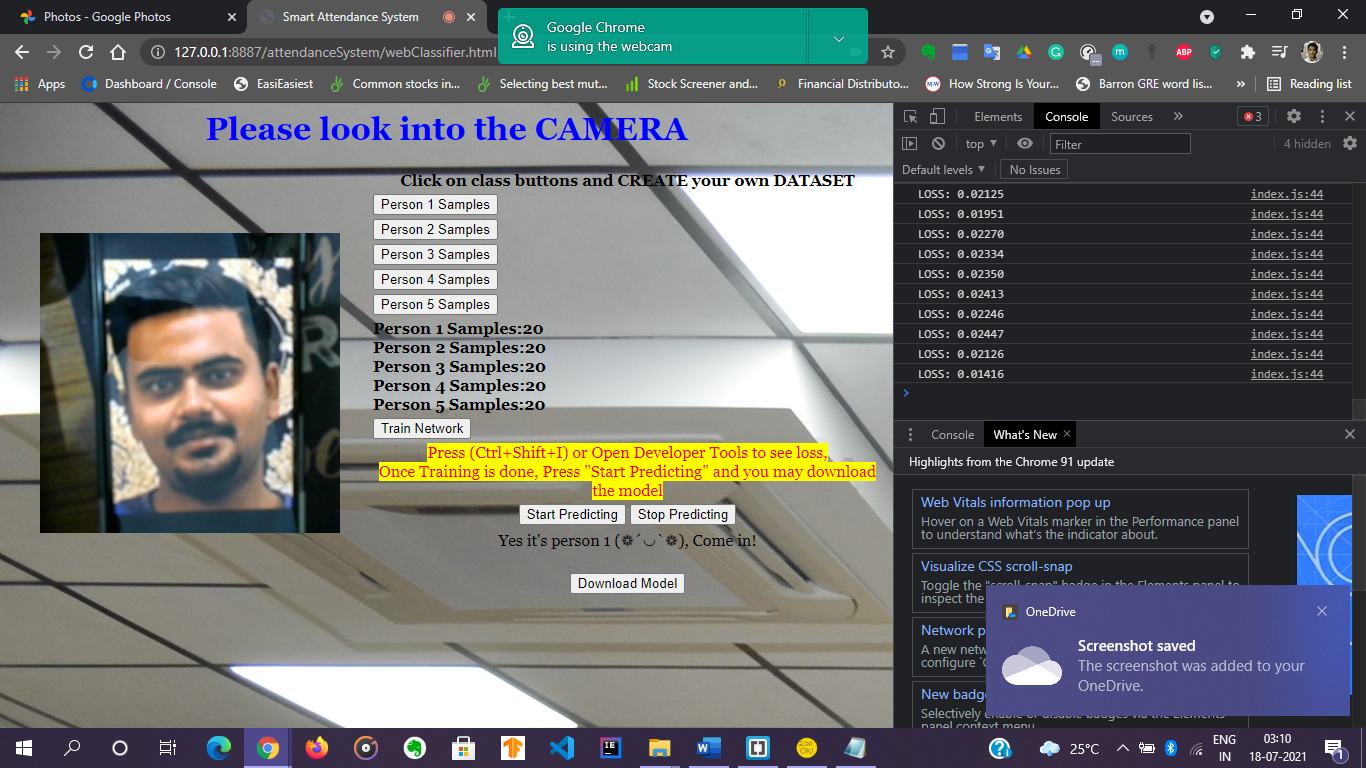 Photos - Google Photos
Smart Attendance System
Google Chrome
is using the webcam
127.0.0.1:8887/attendanceSystem/webClassifier.html
ABP
Apps
Dashboard / Console
EasiEasiest
Common stocks in...
Selecting best mut...
Stock Screener and...
Financial Distributo...
How Strong Is Your...
Barron GRE word lis...
»
Reading list
Please look into the CAMERA
Click on class buttons and CREATE your own DATASET
Person 1 Samples
Person 2 Samples
Person 3 Samples
Person 4 Samples
Person 5 Samples
Person 1 Samples:20
Person 2 Samples:20
Person 3 Samples:20
Person 4 Samples:20
Person 5 Samples:20
Train Network
Press (Ctrl+Shift+I) or Open Developer Tools to see loss,
Once Training is done, Press "Start Predicting" and you may download
the model
Start Predicting Stop Predicting
Yes it's person 1 (❁´◡`❁), Come in!
Download Model
Elements Console Sources » 3
top ▼ Filter 4 hidden
Default levels ▼ No Issues
LOSS: 0.02125 index.js:44
LOSS: 0.01951 index.js:44
LOSS: 0.02270 index.js:44
LOSS: 0.02334 index.js:44
LOSS: 0.02350 index.js:44
LOSS: 0.02413 index.js:44
LOSS: 0.02246 index.js:44
LOSS: 0.02447 index.js:44
LOSS: 0.02126 index.js:44
LOSS: 0.01416 index.js:44
Console What's New
Highlights from the Chrome 91 update
Web Vitals information pop up
Hover on a Web Vitals marker in the Performance panel
to understand what's the indicator about.
Visualize CSS scroll-snap
Toggle the "scroll-snap" badge in the Elements panel to
inspect the
Network p
A new netw
configure `C
New badg
Selectively enable or disable badges via the Elements
panel context menu.
OneDrive
Screenshot saved
The screenshot was added to your
OneDrive.
25°C
ENG
IN
03:10
18-07-2021
1